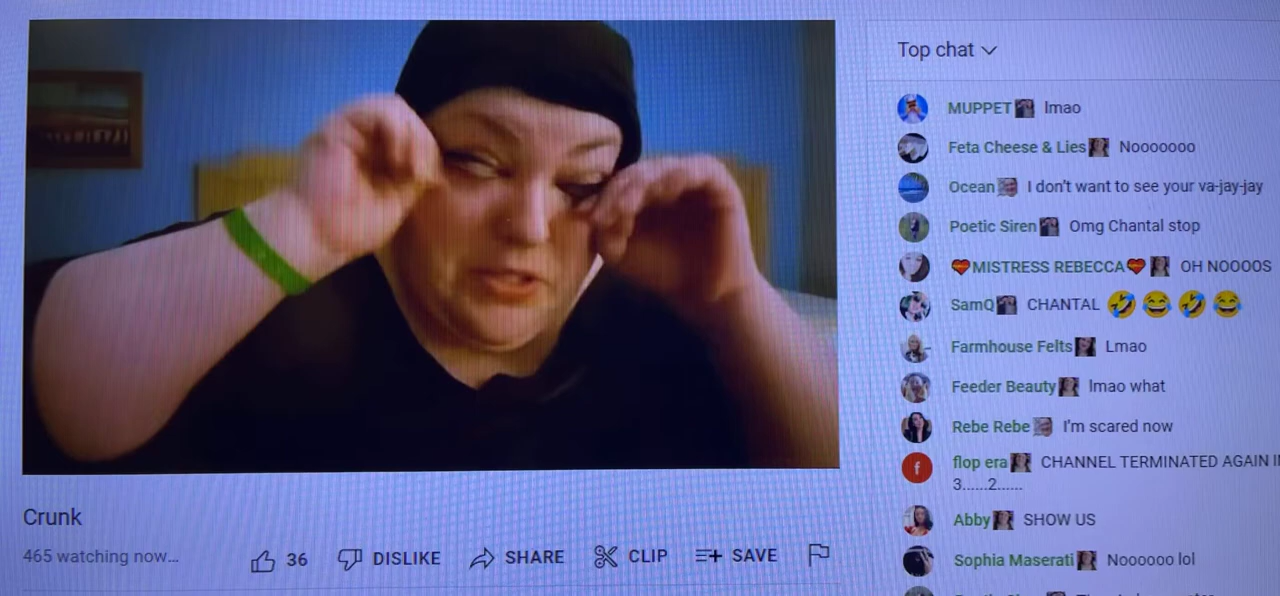 Top chat
MUPPET lmao
Feta Cheese & Lies Nooooooo
Ocean I don't want to see your va-jay-jay
Poetic Siren Omg Chantal stop
MISTRESS REBECCA OH NOOOOS
SamQ CHANTAL 🤣😂🤣😂
Farmhouse Felts Lmao
Feeder Beauty lmao what
Rebe Rebe I'm scared now
f flop era CHANNEL TERMINATED AGAIN
3......2......
Abby SHOW US
Sophia Maserati Noooooo lol
Crunk
465 watching now...
36 DISLIKE SHARE CLIP SAVE